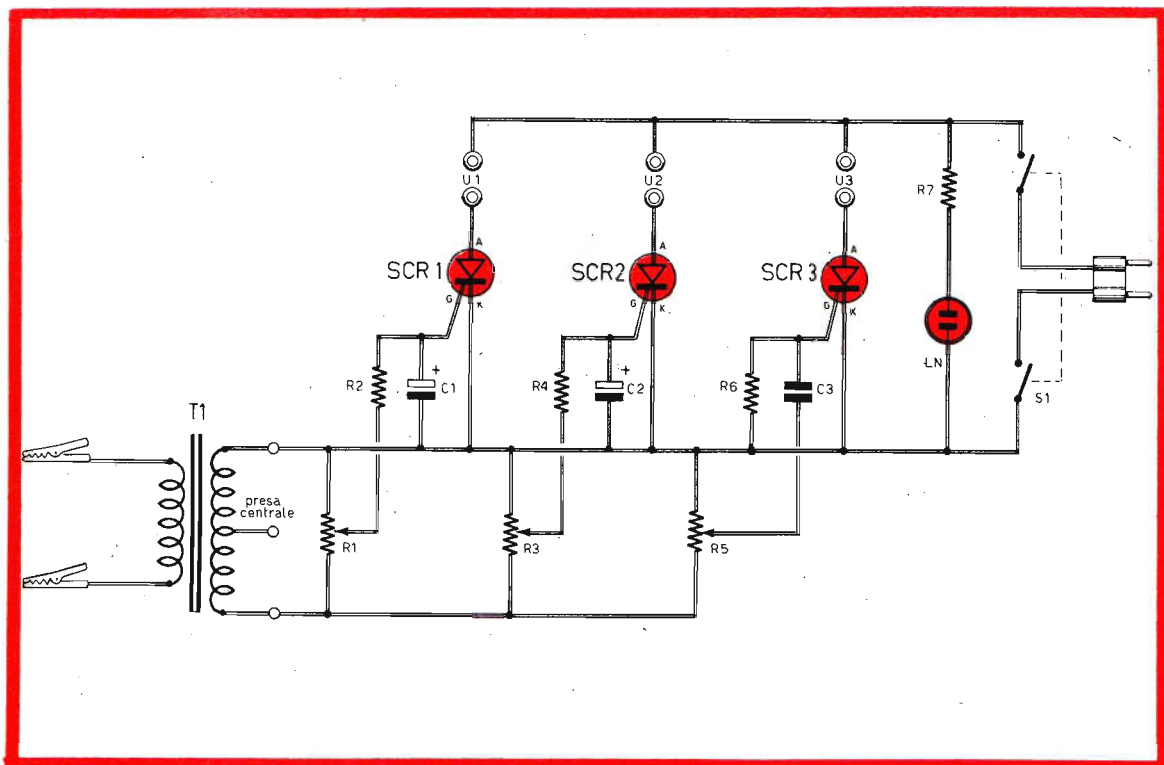 U1
U2
U3
R7
A
A
A
SCR 1
SCR2
SCR 3
G
K
G
K
G
K
+
+
R2
C1
R4
C2
R6
C3
LN
S1
T1
presa
centrale
R1
R3
R5